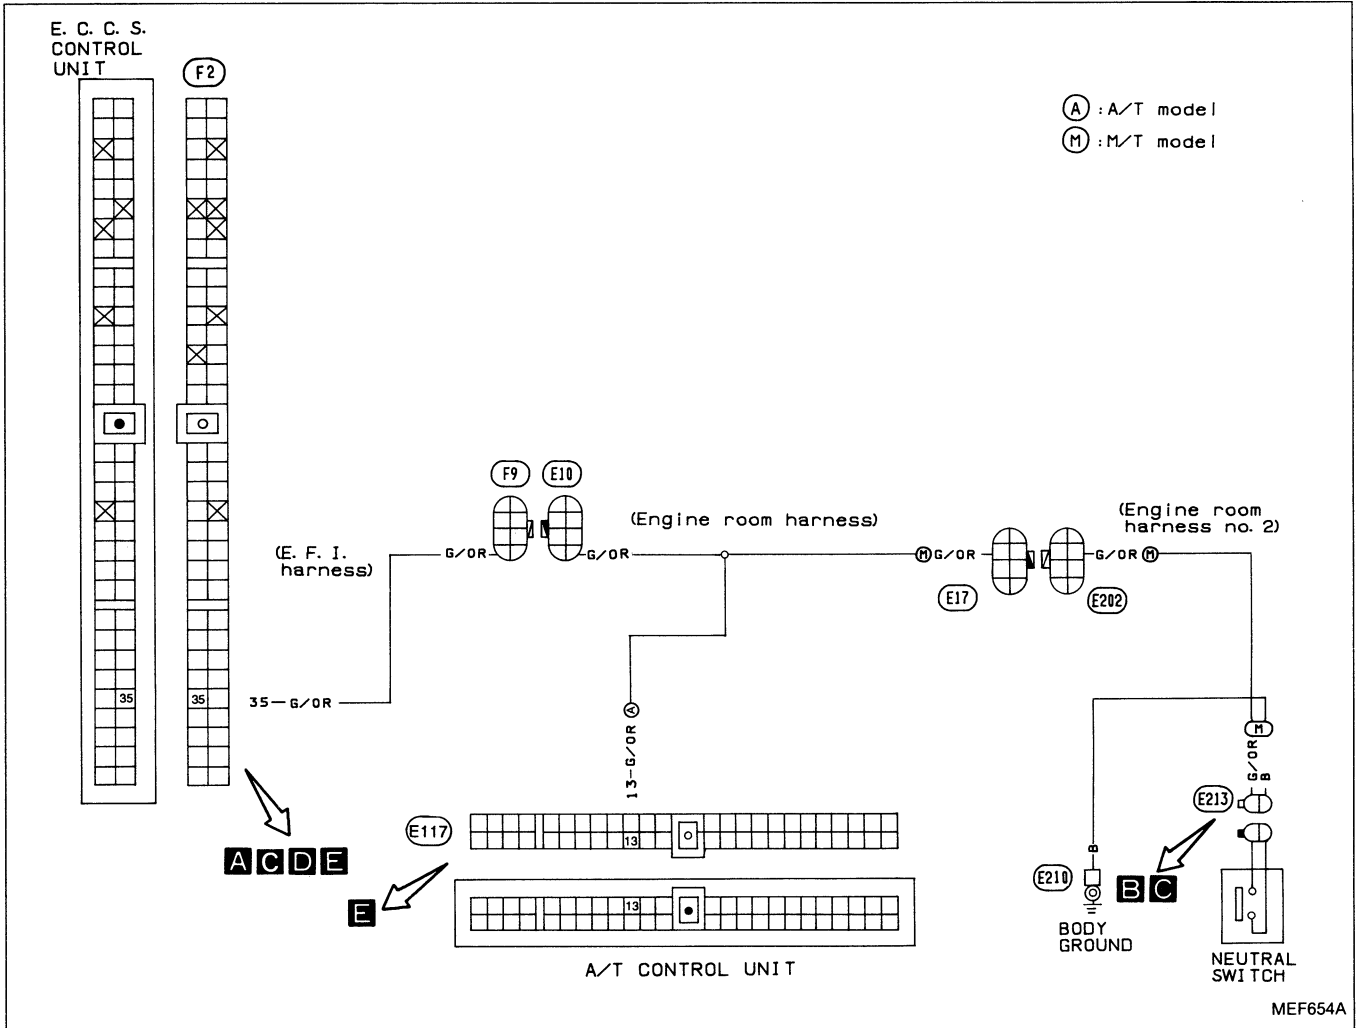 E. C. C. S.
CONTROL
UNIT
F2
A : A/T model
M : M/T model
F9
E10
(Engine room harness)
(Engine room
harness no. 2)
(E. F. I.
harness)
G/OR
G/OR
M G/OR
G/OR M
E17
E202
35
35
35-G/OR
13-G/OR A
M
G/OR
B
E213
A C D E
E117
13
E
13
A/T CONTROL UNIT
B
E210
B C
BODY
GROUND
NEUTRAL
SWITCH
MEF654A